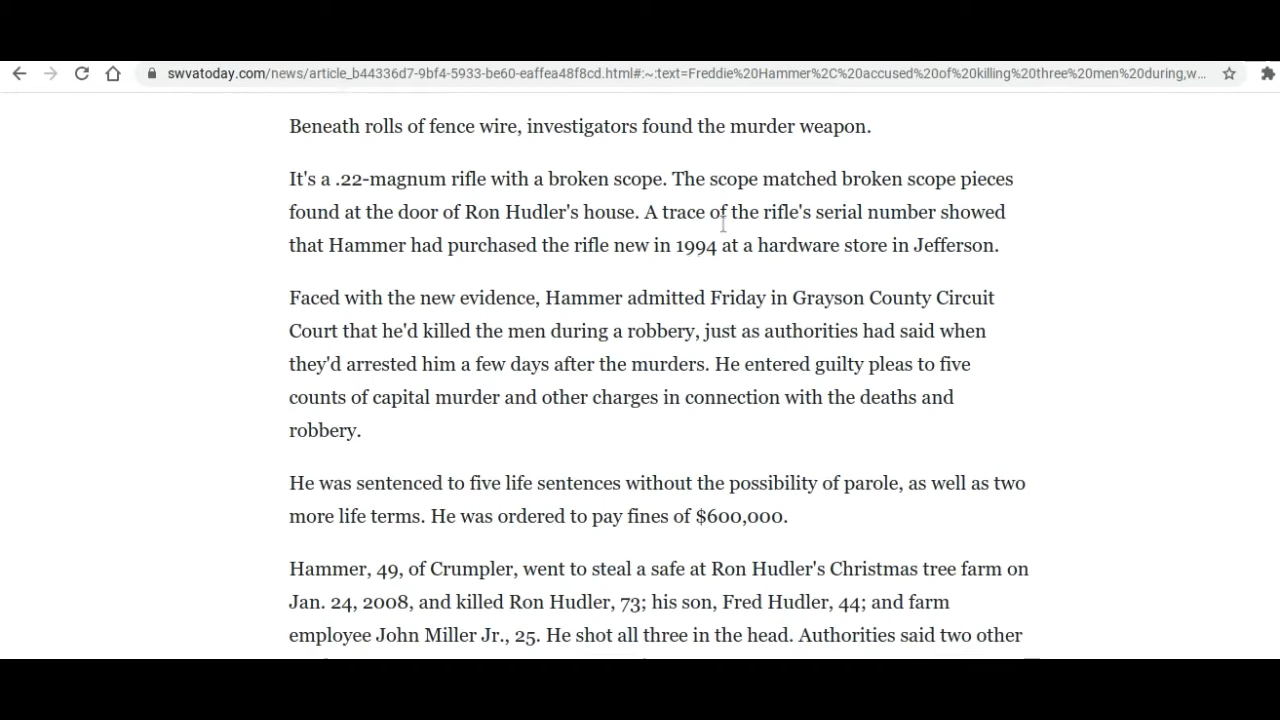 swvatoday.com/news/article_b44336d7-9bf4-5933-be60-eaffea48f8cd.html#:~:text=Freddie%20Hammer%2C%20accused%20of%20killing%20three%20men%20during,w...
Beneath rolls of fence wire, investigators found the murder weapon.
It's a .22-magnum rifle with a broken scope. The scope matched broken scope pieces
found at the door of Ron Hudler's house. A trace of the rifle's serial number showed
that Hammer had purchased the rifle new in 1994 at a hardware store in Jefferson.
Faced with the new evidence, Hammer admitted Friday in Grayson County Circuit
Court that he'd killed the men during a robbery, just as authorities had said when
they'd arrested him a few days after the murders. He entered guilty pleas to five
counts of capital murder and other charges in connection with the deaths and
robbery.
He was sentenced to five life sentences without the possibility of parole, as well as two
more life terms. He was ordered to pay fines of $600,000.
Hammer, 49, of Crumpler, went to steal a safe at Ron Hudler's Christmas tree farm on
Jan. 24, 2008, and killed Ron Hudler, 73; his son, Fred Hudler, 44; and farm
employee John Miller Jr., 25. He shot all three in the head. Authorities said two other